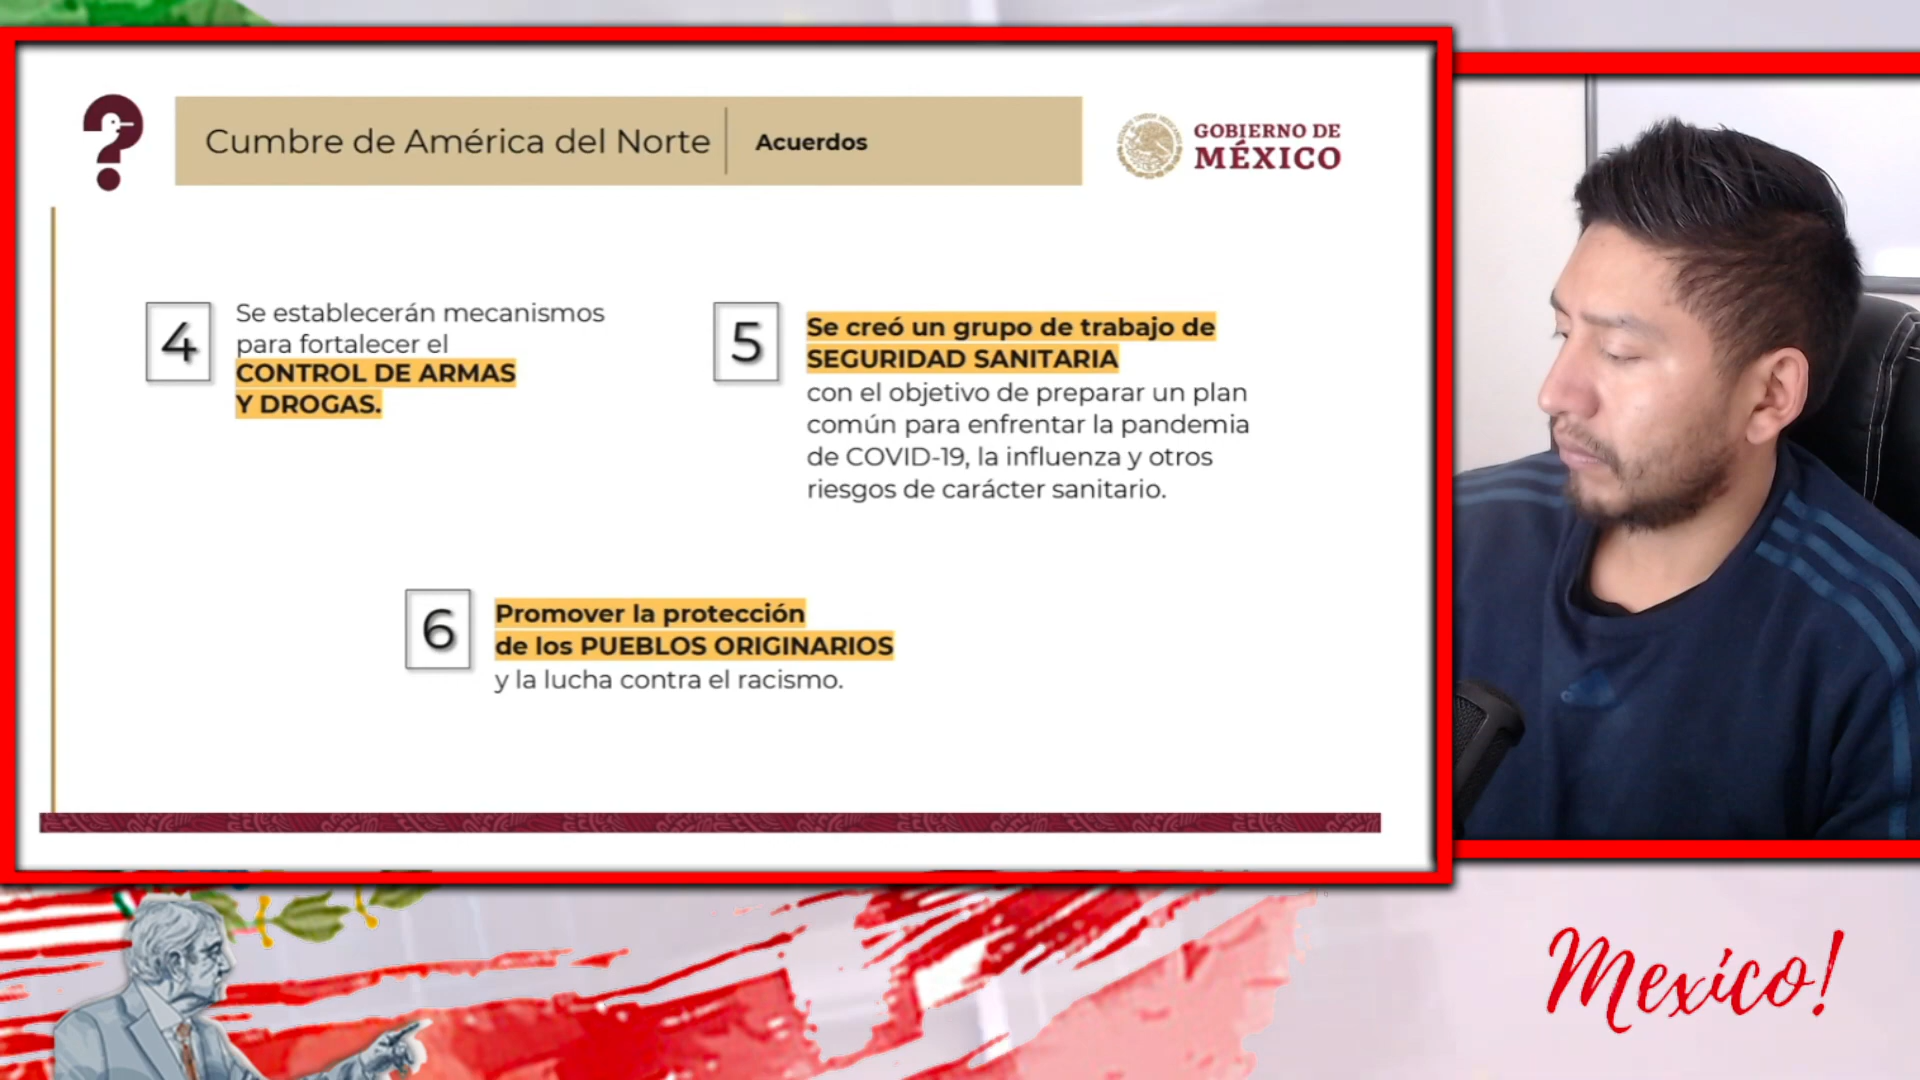 Cumbre de América del Norte
Acuerdos
GOBIERNO DE
MÉXICO
4
Se establecerán mecanismos
para fortalecer el
CONTROL DE ARMAS
Y DROGAS.
5
Se creó un grupo de trabajo de
SEGURIDAD SANITARIA
con el objetivo de preparar un plan
común para enfrentar la pandemia
de COVID-19, la influenza y otros
riesgos de carácter sanitario.
6
Promover la protección
de los PUEBLOS ORIGINARIOS
y la lucha contra el racismo.
Mexico!